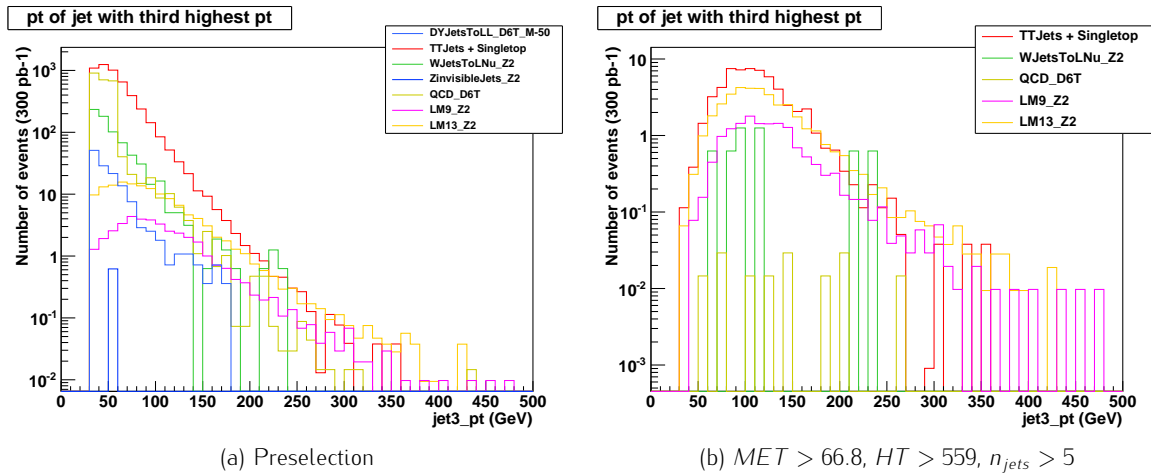 pt of jet with third highest pt
DYJetsToLL_D6T_M-50
TTJets + Singletop
WJetsToLNu_Z2
ZinvisibleJets_Z2
QCD_D6T
LM9_Z2
LM13_Z2
Number of events (300 pb-1)
10³
10²
10
1
10⁻¹
10⁻²
0 50 100 150 200 250 300 350 400 450 500
jet3_pt (GeV)
(a) Preselection
pt of jet with third highest pt
TTJets + Singletop
WJetsToLNu_Z2
QCD_D6T
LM9_Z2
LM13_Z2
Number of events (300 pb-1)
10
1
10⁻¹
10⁻²
10⁻³
0 50 100 150 200 250 300 350 400 450 500
jet3_pt (GeV)
(b) MET > 66.8, HT > 559, n_jets > 5